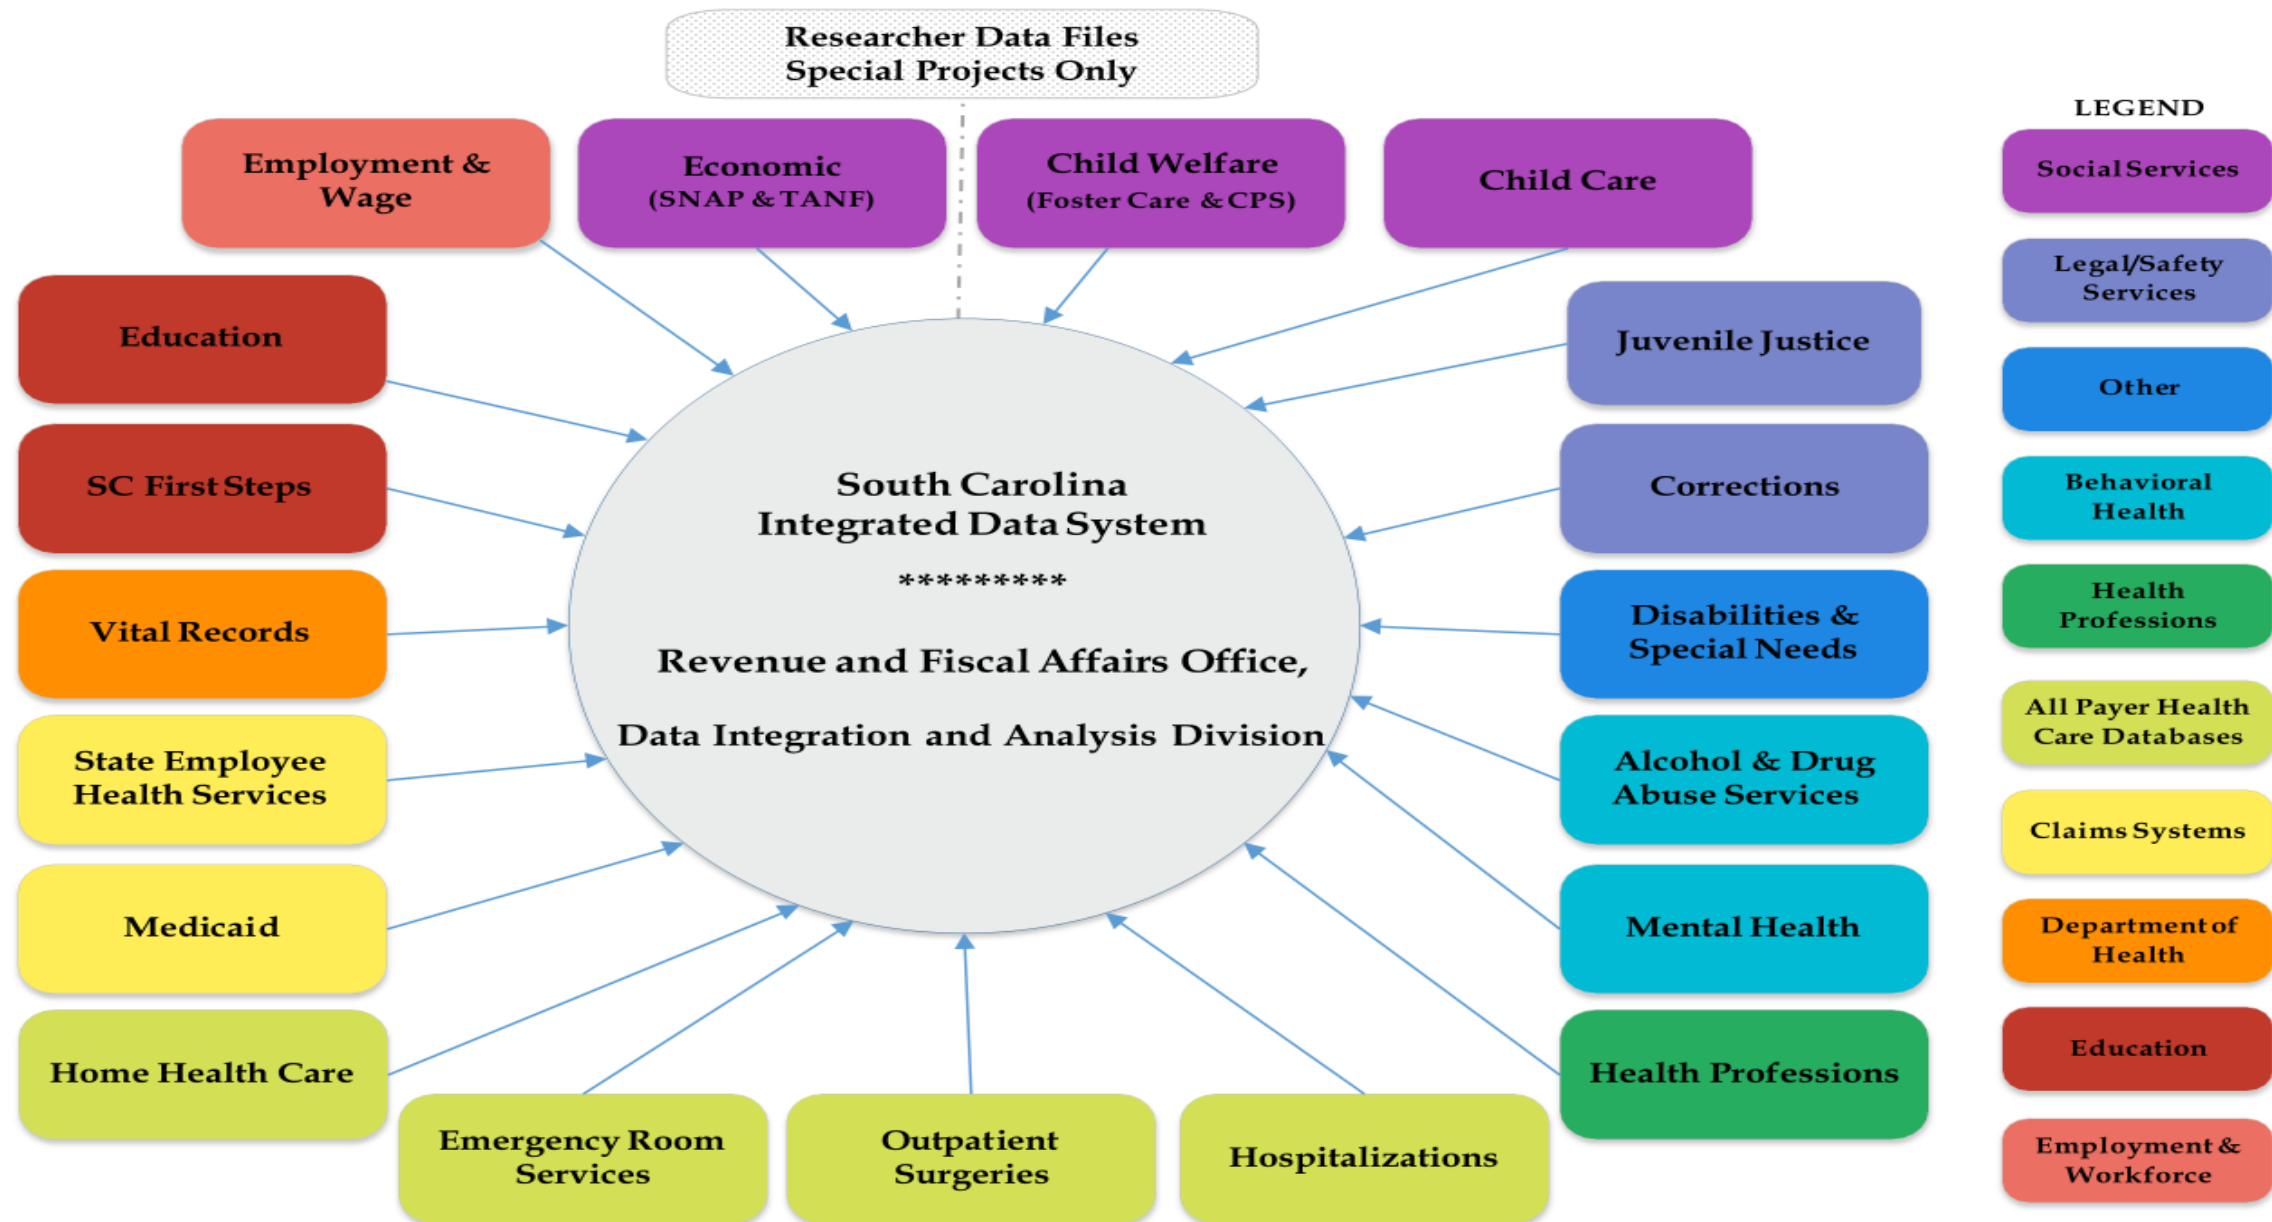 Researcher Data Files
Special Projects Only
Employment &
Wage
Economic
(SNAP & TANF)
Child Welfare
(Foster Care & CPS)
Child Care
Education
SC First Steps
Vital Records
State Employee
Health Services
Medicaid
Home Health Care
Emergency Room
Services
Outpatient
Surgeries
Hospitalizations
South Carolina
Integrated Data System
*********
Revenue and Fiscal Affairs Office,
Data Integration and Analysis Division
Juvenile Justice
Corrections
Disabilities &
Special Needs
Alcohol & Drug
Abuse Services
Mental Health
Health Professions
LEGEND
Social Services
Legal/Safety
Services
Other
Behavioral
Health
Health
Professions
All Payer Health
Care Databases
Claims Systems
Department of
Health
Education
Employment &
Workforce